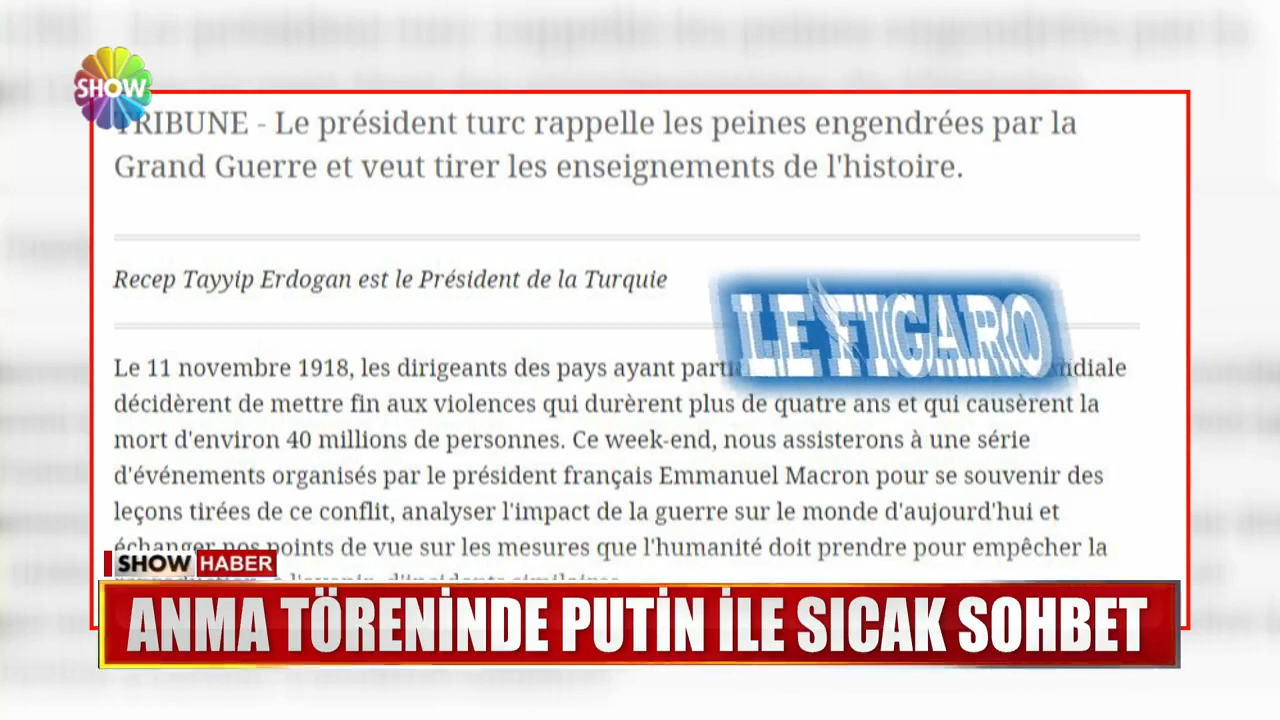 SHOW
TRIBUNE - Le président turc rappelle les peines engendrées par la
Grand Guerre et veut tirer les enseignements de l'histoire.
Recep Tayyip Erdogan est le Président de la Turquie
LE FIGARO
Le 11 novembre 1918, les dirigeants des pays ayant
décidèrent de mettre fin aux violences qui durèrent plus de quatre ans et qui causèrent la
mort d'environ 40 millions de personnes. Ce week-end, nous assisterons à une série
d'événements organisés par le président français Emmanuel Macron pour se souvenir des
leçons tirées de ce conflit, analyser l'impact de la guerre sur le monde d'aujourd'hui et
échanger nos points de vue sur les mesures que l'humanité doit prendre pour empêcher la
SHOW HABER
ANMA TÖRENİNDE PUTİN İLE SICAK SOHBET